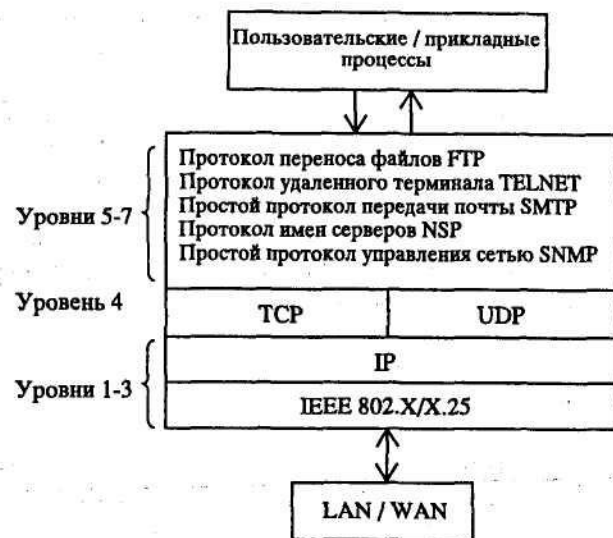 Пользовательские / прикладные
процессы
Протокол переноса файлов FTP
Протокол удаленного терминала TELNET
Простой протокол передачи почты SMTP
Протокол имен серверов NSP
Простой протокол управления сетью SNMP
Уровни 5-7
Уровень 4
TCP
UDP
Уровни 1-3
IP
IEEE 802.X/X.25
LAN / WAN